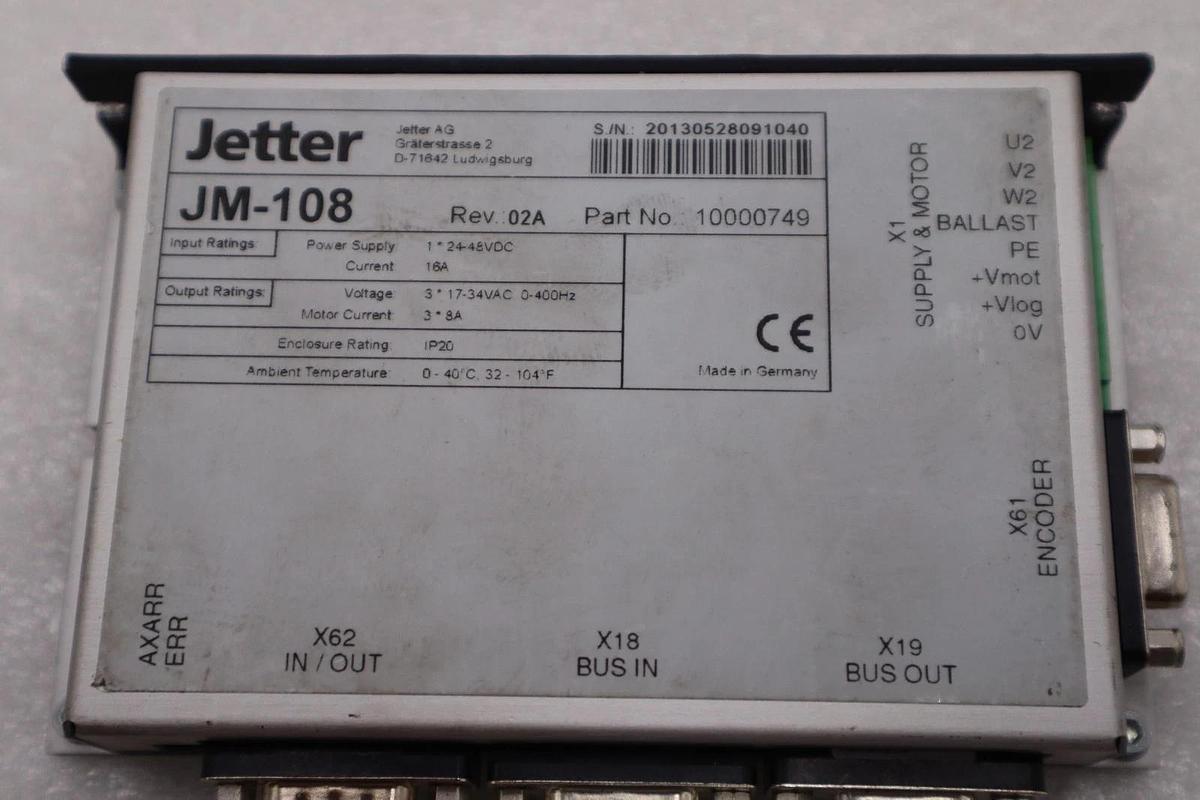 Jetter
Jetter AG
Gräterstrasse 2
D-71642 Ludwigsburg
S./N.: 20130528091040
JM-108
Rev.: 02A
Part No.: 10000749
Input Ratings:
Power Supply 1 * 24-48VDC
Current 16A
Output Ratings:
Voltage: 3 * 17-34VAC 0-400Hz
Motor Current: 3 * 8A
Enclosure Rating: IP20
Ambient Temperature: 0 - 40°C, 32 - 104°F
CE
Made in Germany
X1
SUPPLY & MOTOR
U2
V2
W2
BALLAST
PE
+Vmot
+Vlog
0V
X61
ENCODER
AXARR
ERR
X62
IN / OUT
X18
BUS IN
X19
BUS OUT